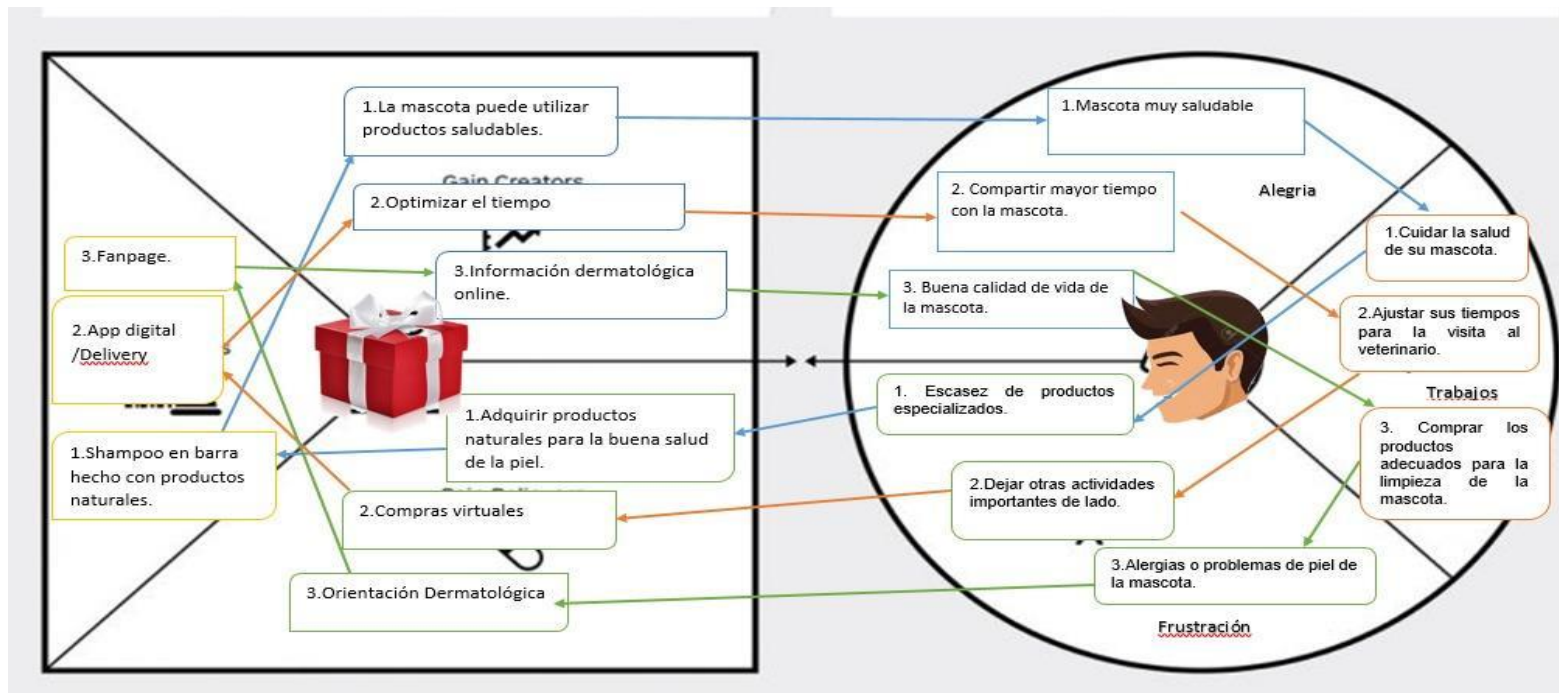 1.La mascota puede utilizar
productos saludables.
Gain Creators
2.Optimizar el tiempo
3.Fanpage.
3.Información dermatológica
online.
2.App digital
/Delivery
1.Shampoo en barra
hecho con productos
naturales.
1.Adquirir productos
naturales para la buena salud
de la piel.
2.Compras virtuales
3.Orientación Dermatológica
1.Mascota muy saludable
Alegria
2. Compartir mayor tiempo
con la mascota.
1.Cuidar la salud
de su mascota.
3. Buena calidad de vida de
la mascota.
2.Ajustar sus tiempos
para la visita al
veterinario.
Trabajos
1. Escasez de productos
especializados.
3. Comprar los
productos
adecuados para la
limpieza de la
mascota.
2.Dejar otras actividades
importantes de lado.
3.Alergias o problemas de piel de
la mascota.
Frustración